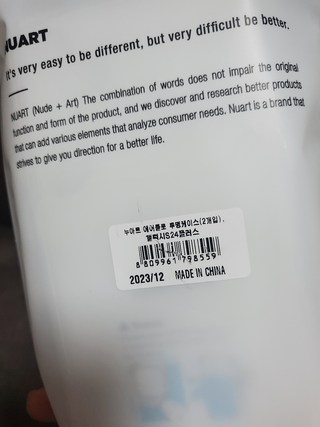 NUART
It's very easy to be different, but very difficult be better.
NUART (Nude + Art) The combination of words does not impair the original
function and form of the product, and we discover and research better products
that can add various elements that analyze consumer needs. Nuart is a brand that
strives to give you direction for a better life.
누아트 에어플로 투명케이스(2개입),
갤럭시S24플러스
8 809961 798559
2023/12 MADE IN CHINA